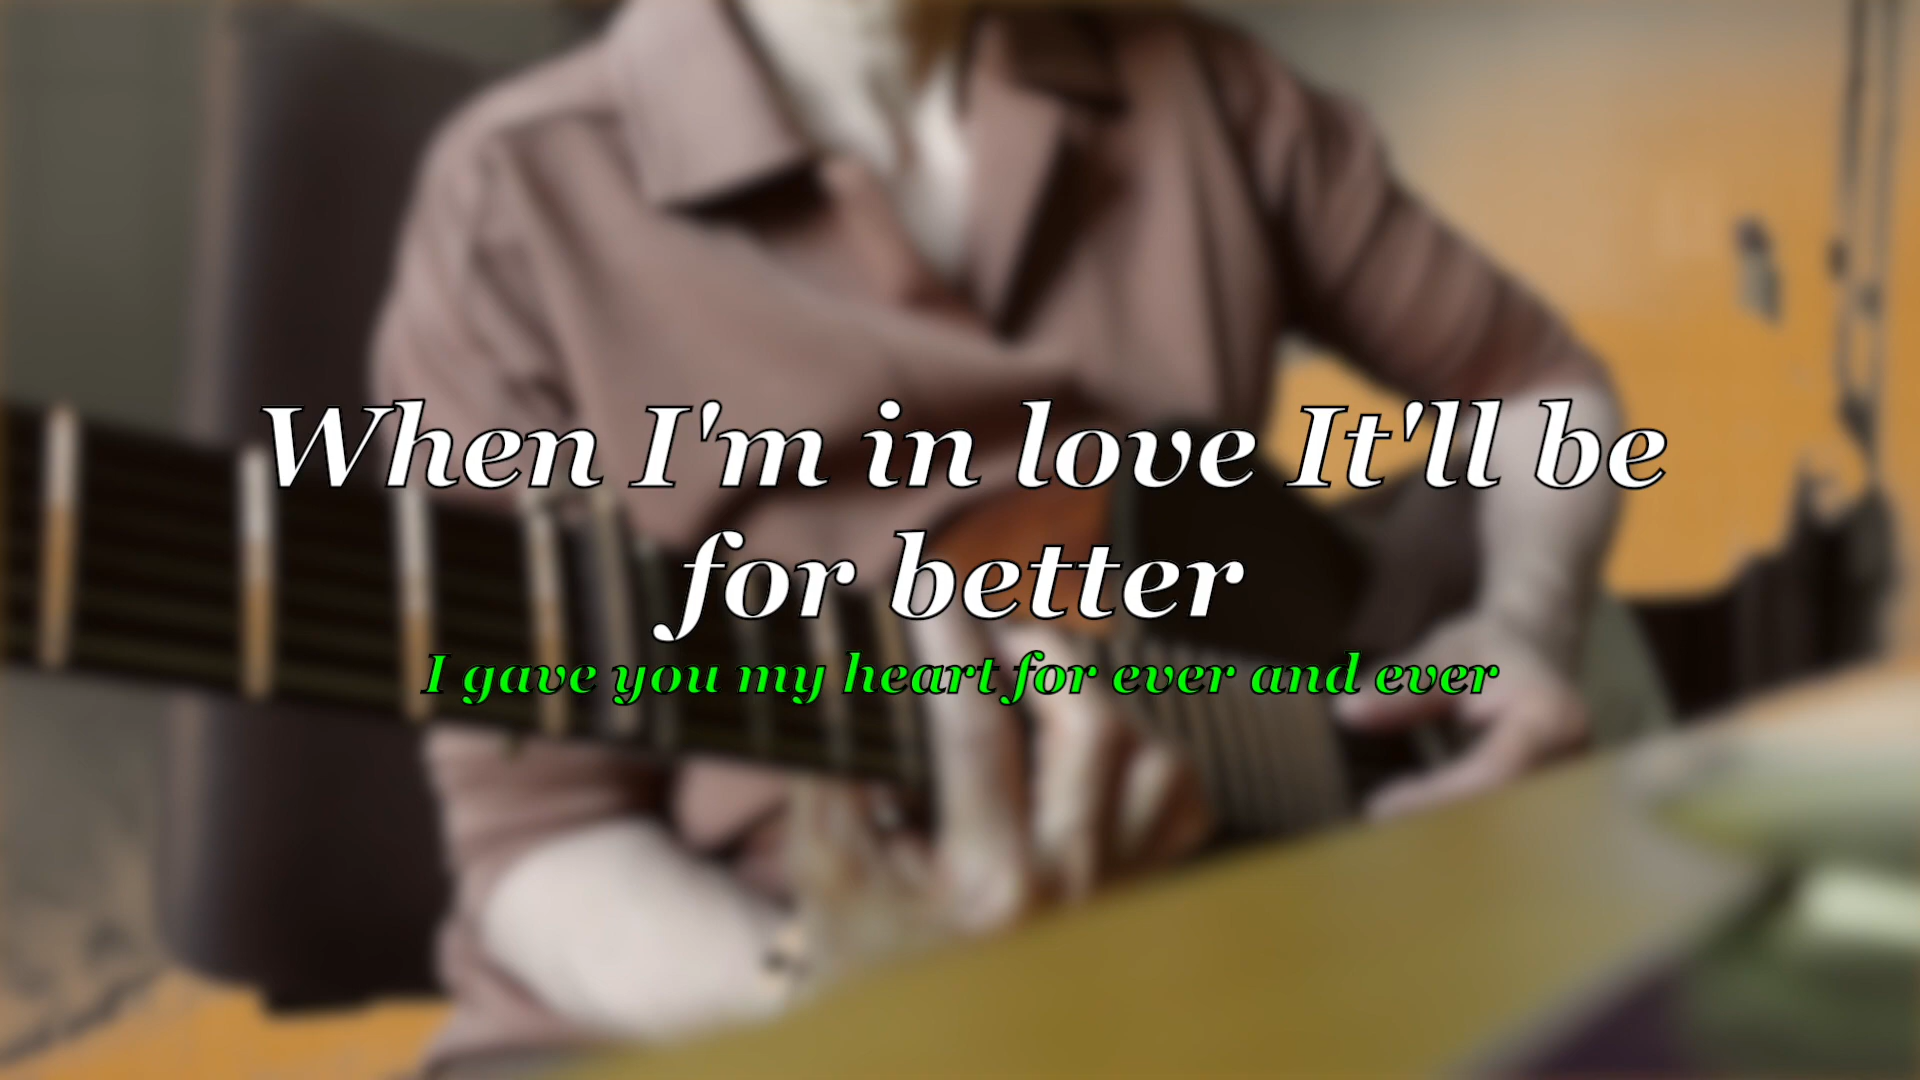 When I'm in love It'll be
for better
I gave you my heart for ever and ever